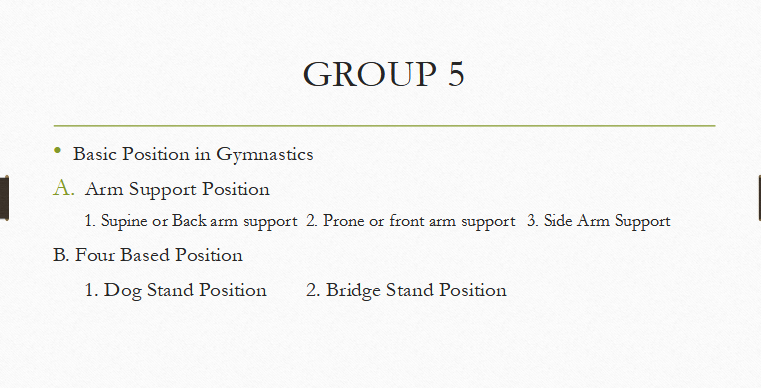 GROUP 5
• Basic Position in Gymnastics
A. Arm Support Position
1. Supine or Back arm support 2. Prone or front arm support 3. Side Arm Support
B. Four Based Position
1. Dog Stand Position 2. Bridge Stand Position